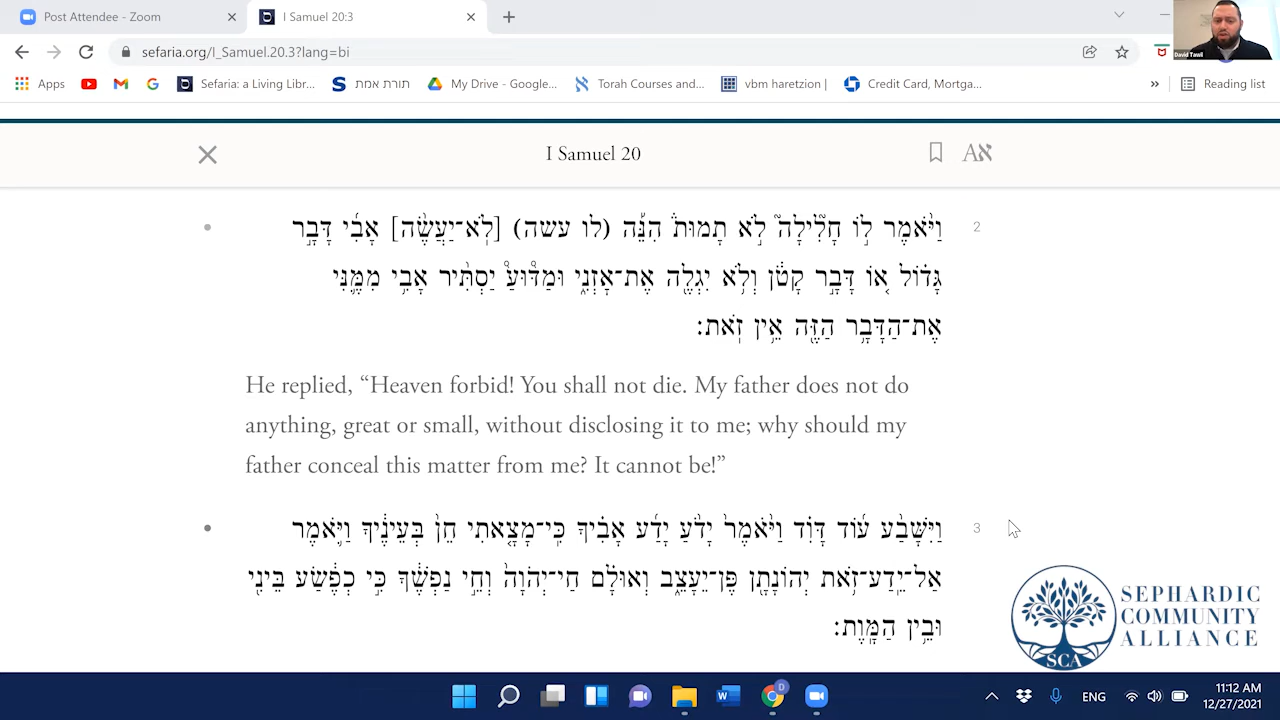 Post Attendee - Zoom
I Samuel 20:3
David Tawil
sefaria.org/I_Samuel.20.3?lang=bi
Apps
Sefaria: a Living Libr...
תורת אמת
My Drive - Google...
Torah Courses and...
vbm haretzion |
Credit Card, Mortga...
»
Reading list
I Samuel 20
Aא
2
וַיֹּ֨אמֶר ל֣וֹ חָלִ֘ילָה֮ לֹ֣א תָמוּת֒ הִנֵּ֡ה (לו עשה) [לֹא־יַעֲשֶׂ֨ה] אָבִ֜י דָּבָ֣ר
גָּד֗וֹל א֚וֹ דָּבָ֣ר קָטֹ֔ן וְלֹ֥א יִגְלֶ֖ה אֶת־אׇזְנִ֑י וּמַדּ֩וּעַ֩ יַסְתִּ֨יר אָבִ֥י מִמֶּ֛נִּי
אֶת־הַדָּבָ֥ר הַזֶּ֖ה אֵ֥ין זֹֽאת׃
He replied, “Heaven forbid! You shall not die. My father does not do
anything, great or small, without disclosing it to me; why should my
father conceal this matter from me? It cannot be!”
3
וַיִּשָּׁבַ֨ע ע֜וֹד דָּוִ֗ד וַיֹּ֙אמֶר֙ יָדֹ֨עַ יָדַ֜ע אָבִ֗יךָ כִּֽי־מָצָ֤אתִי חֵן֙ בְּעֵינֶ֔יךָ וַיֹּ֛אמֶר
אַל־יֵֽדַע־זֹ֥את יְהוֹנָתָ֖ן פֶּן־יֵעָצֵ֑ב וְאוּלָ֗ם חַי־יְהֹוָה֙ וְחֵ֣י נַפְשֶׁ֔ךָ כִּ֣י כְפֶ֔שַׂע בֵּינִ֖י
וּבֵ֥ין הַמָּֽוֶת׃
SEPHARDIC
COMMUNITY
ALLIANCE
SCA
D
ENG
11:12 AM
12/27/2021